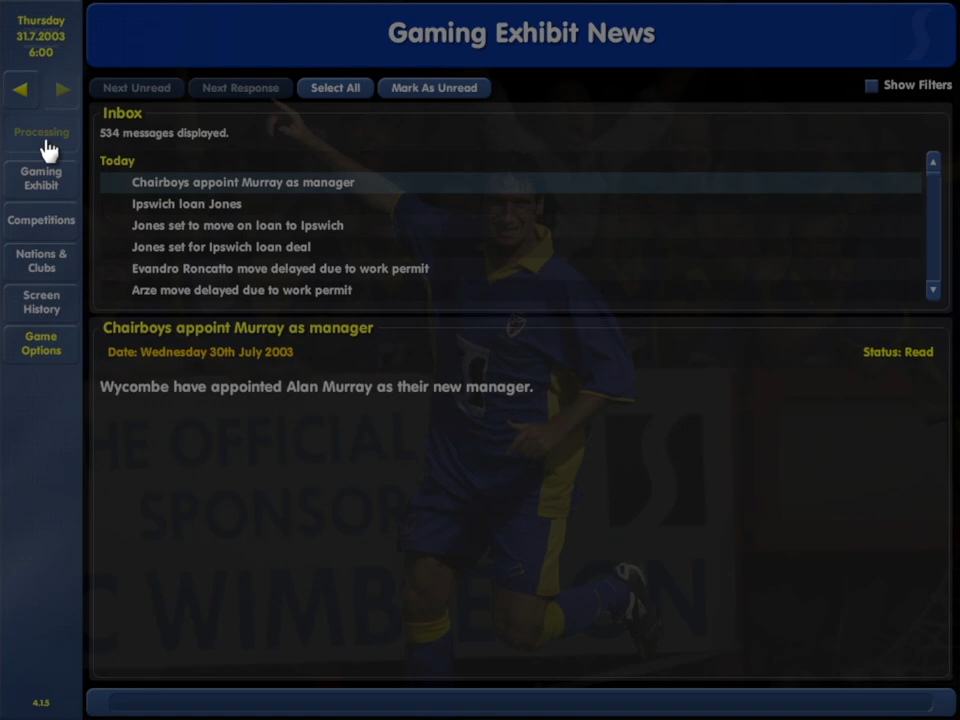 Thursday
31.7.2003
6:00
Gaming Exhibit News
Next Unread
Next Response
Select All
Mark As Unread
Show Filters
Processing
Gaming
Exhibit
Competitions
Nations &
Clubs
Screen
History
Game
Options
4.1.5
Inbox
534 messages displayed.
Today
Chairboys appoint Murray as manager
Ipswich loan Jones
Jones set to move on loan to Ipswich
Jones set for Ipswich loan deal
Evandro Roncatto move delayed due to work permit
Arze move delayed due to work permit
Chairboys appoint Murray as manager
Date: Wednesday 30th July 2003
Status: Read
Wycombe have appointed Alan Murray as their new manager.
THE OFFICIAL
SPONSOR